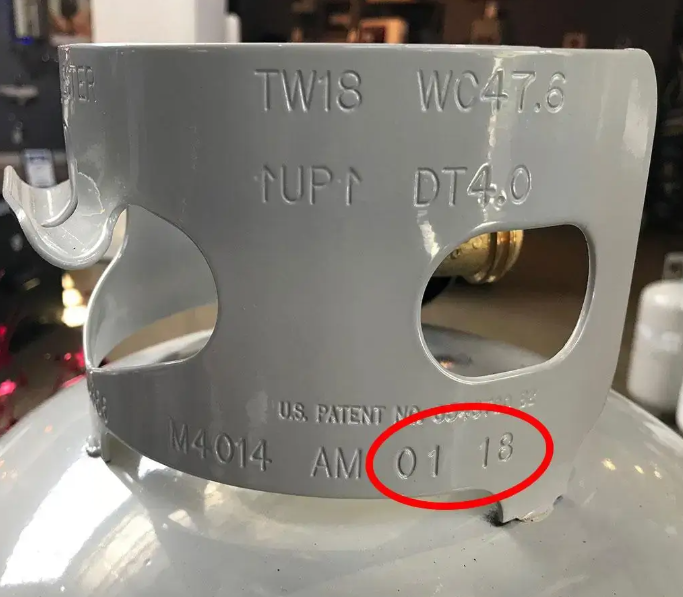 TW18 WC47.6
↑UP↑ DT4.0
U.S. PATENT NO.
M4014 AM 01 18